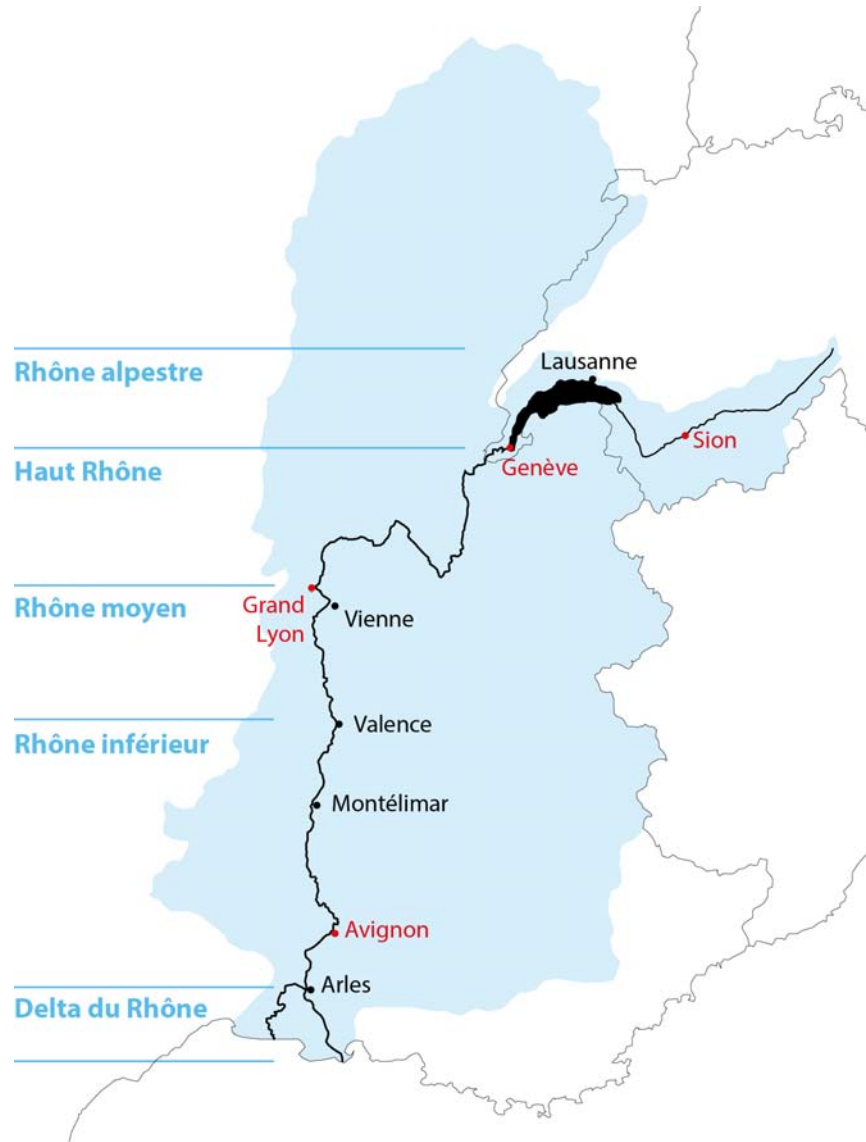 Lausanne
Rhône alpestre
Sion
Genève
Haut Rhône
Grand
Lyon
Rhône moyen
Vienne
Valence
Rhône inférieur
Montélimar
Avignon
Arles
Delta du Rhône